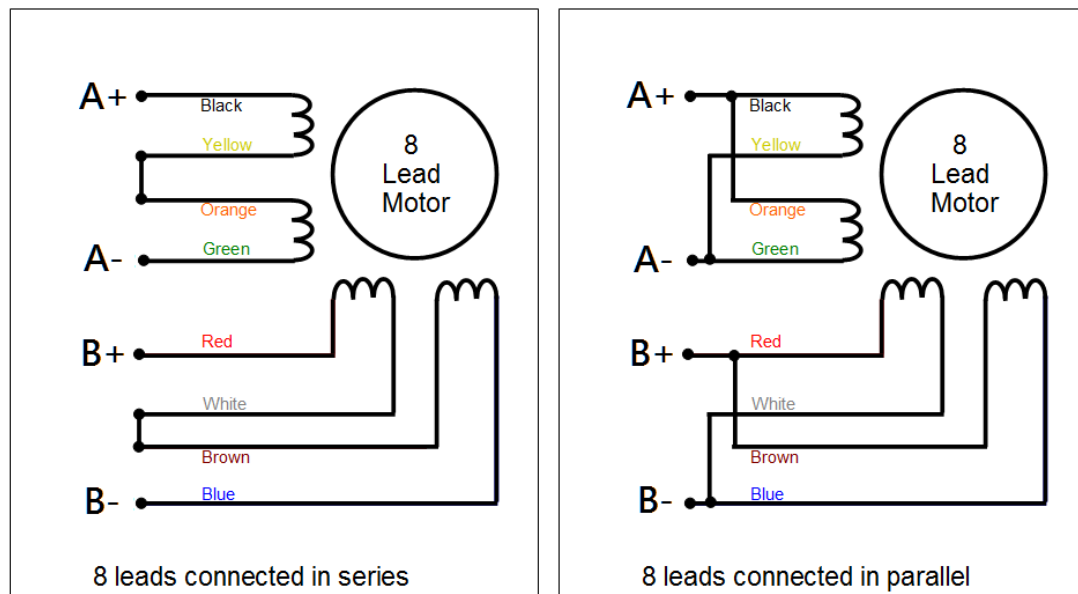 A+
Black
Yellow
Orange
A-
Green
8
Lead
Motor
B+
Red
White
Brown
B-
Blue
8 leads connected in series
A+
Black
Yellow
Orange
A-
Green
8
Lead
Motor
B+
Red
White
Brown
B-
Blue
8 leads connected in parallel